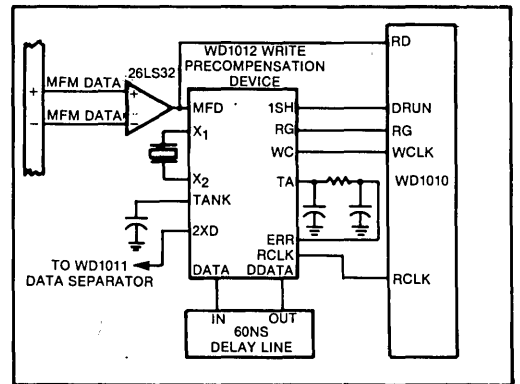 WD1012 WRITE
PRECOMPENSATION
DEVICE
26LS32
RD
MFM DATA
+ +
MFM DATA
− −
MFD
1SH
DRUN
X1
RG
RG
WC
WCLK
X2
TA
WD1010
TANK
2XD
ERR
RCLK
TO WD1011
DATA SEPARATOR
DATA
DDATA
RCLK
IN OUT
60NS
DELAY LINE